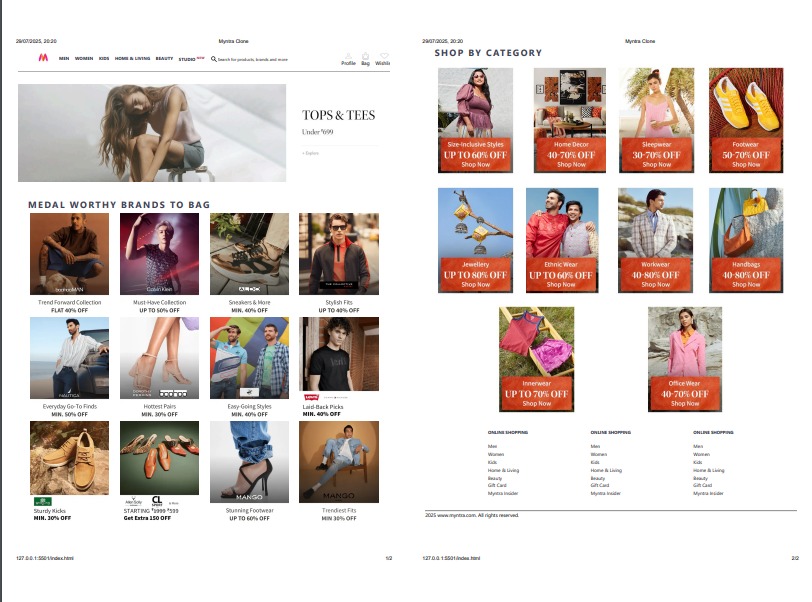 29/07/2025, 20:20
Myntra Clone
MEN WOMEN KIDS HOME & LIVING BEAUTY STUDIO NEW
Search for products, brands and more
Profile Bag Wishli
TOPS & TEES
Under ₹699
+ Explore
MEDAL WORTHY BRANDS TO BAG
boohooMAN
Calvin Klein
ALDO
THE COLLECTIVE
Trend Forward Collection
FLAT 40% OFF
Must-Have Collection
UP TO 50% OFF
Sneakers & More
MIN. 40% OFF
Stylish Fits
UP TO 40% OFF
NAUTICA
Levi's
Everyday Go-To Finds
MIN. 50% OFF
Hottest Pairs
MIN. 30% OFF
Easy-Going Styles
MIN. 40% OFF
Laid-Back Picks
MIN. 40% OFF
CL
& More
MANGO
MANGO
Sturdy Kicks
MIN. 30% OFF
STARTING ₹1999 ₹599
Get Extra 150 OFF
Stunning Footwear
UP TO 60% OFF
Trendiest Fits
MIN 30% OFF
127.0.0.1:5501/index.html
1/2
29/07/2025, 20:20
Myntra Clone
SHOP BY CATEGORY
Size-Inclusive Styles
UP TO 60% OFF
Shop Now
Home Decor
40-70% OFF
Shop Now
Sleepwear
30-70% OFF
Shop Now
Footwear
50-70% OFF
Shop Now
Jewellery
UP TO 80% OFF
Shop Now
Ethnic Wear
UP TO 60% OFF
Shop Now
Workwear
40-80% OFF
Shop Now
Handbags
40-80% OFF
Shop Now
Innerwear
UP TO 70% OFF
Shop Now
Office Wear
40-70% OFF
Shop Now
ONLINE SHOPPING
Men
Women
Kids
Home & Living
Beauty
Gift Card
Myntra Insider
ONLINE SHOPPING
Men
Women
Kids
Home & Living
Beauty
Gift Card
Myntra Insider
ONLINE SHOPPING
Men
Women
Kids
Home & Living
Beauty
Gift Card
Myntra Insider
2025 www.myntra.com. All rights reserved.
127.0.0.1:5501/index.html
2/2